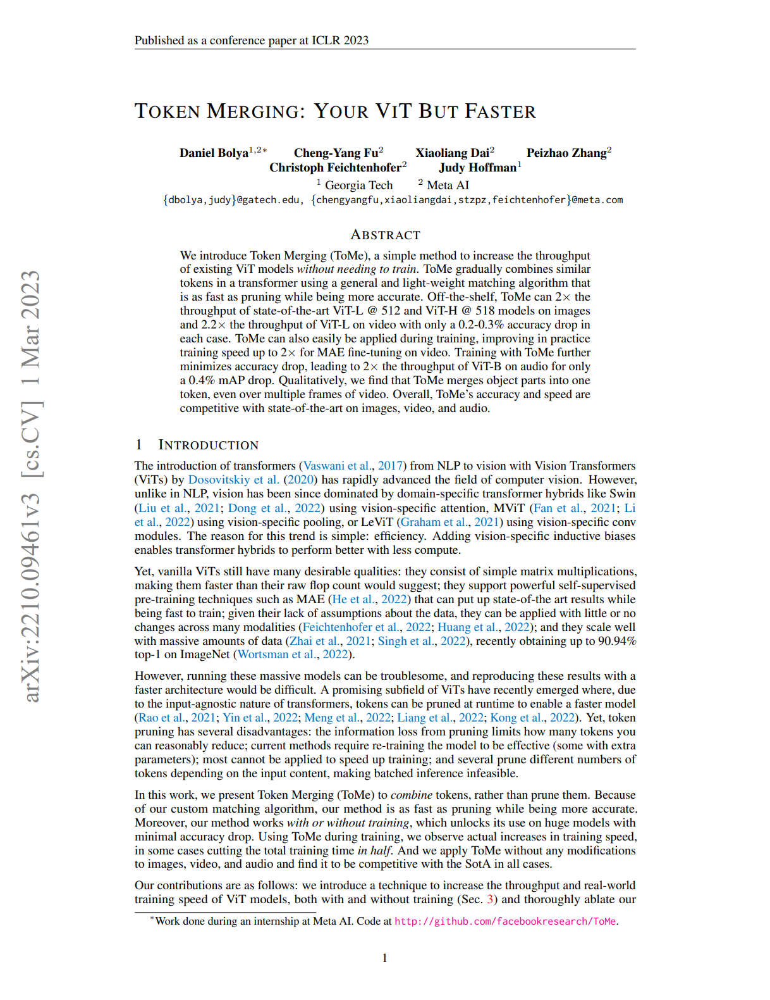 Published as a conference paper at ICLR 2023
TOKEN MERGING: YOUR VIT BUT FASTER
Daniel Bolya1,2* Cheng-Yang Fu2 Xiaoliang Dai2 Peizhao Zhang2
Christoph Feichtenhofer2 Judy Hoffman1
1 Georgia Tech 2 Meta AI
{dbolya,judy}@gatech.edu, {chengyangfu,xiaoliangdai,stzpz,feichtenhofer}@meta.com
ABSTRACT
We introduce Token Merging (ToMe), a simple method to increase the throughput
of existing ViT models without needing to train. ToMe gradually combines similar
tokens in a transformer using a general and light-weight matching algorithm that
is as fast as pruning while being more accurate. Off-the-shelf, ToMe can 2× the
throughput of state-of-the-art ViT-L @ 512 and ViT-H @ 518 models on images
and 2.2× the throughput of ViT-L on video with only a 0.2-0.3% accuracy drop in
each case. ToMe can also easily be applied during training, improving in practice
training speed up to 2× for MAE fine-tuning on video. Training with ToMe further
minimizes accuracy drop, leading to 2× the throughput of ViT-B on audio for only
a 0.4% mAP drop. Qualitatively, we find that ToMe merges object parts into one
token, even over multiple frames of video. Overall, ToMe's accuracy and speed are
competitive with state-of-the-art on images, video, and audio.
1 INTRODUCTION
The introduction of transformers (Vaswani et al., 2017) from NLP to vision with Vision Transformers
(ViTs) by Dosovitskiy et al. (2020) has rapidly advanced the field of computer vision. However,
unlike in NLP, vision has been since dominated by domain-specific transformer hybrids like Swin
(Liu et al., 2021; Dong et al., 2022) using vision-specific attention, MViT (Fan et al., 2021; Li
et al., 2022) using vision-specific pooling, or LeViT (Graham et al., 2021) using vision-specific conv
modules. The reason for this trend is simple: efficiency. Adding vision-specific inductive biases
enables transformer hybrids to perform better with less compute.
Yet, vanilla ViTs still have many desirable qualities: they consist of simple matrix multiplications,
making them faster than their raw flop count would suggest; they support powerful self-supervised
pre-training techniques such as MAE (He et al., 2022) that can put up state-of-the art results while
being fast to train; given their lack of assumptions about the data, they can be applied with little or no
changes across many modalities (Feichtenhofer et al., 2022; Huang et al., 2022); and they scale well
with massive amounts of data (Zhai et al., 2021; Singh et al., 2022), recently obtaining up to 90.94%
top-1 on ImageNet (Wortsman et al., 2022).
However, running these massive models can be troublesome, and reproducing these results with a
faster architecture would be difficult. A promising subfield of ViTs have recently emerged where, due
to the input-agnostic nature of transformers, tokens can be pruned at runtime to enable a faster model
(Rao et al., 2021; Yin et al., 2022; Meng et al., 2022; Liang et al., 2022; Kong et al., 2022). Yet, token
pruning has several disadvantages: the information loss from pruning limits how many tokens you
can reasonably reduce; current methods require re-training the model to be effective (some with extra
parameters); most cannot be applied to speed up training; and several prune different numbers of
tokens depending on the input content, making batched inference infeasible.
In this work, we present Token Merging (ToMe) to combine tokens, rather than prune them. Because
of our custom matching algorithm, our method is as fast as pruning while being more accurate.
Moreover, our method works with or without training, which unlocks its use on huge models with
minimal accuracy drop. Using ToMe during training, we observe actual increases in training speed,
in some cases cutting the total training time in half. And we apply ToMe without any modifications
to images, video, and audio and find it to be competitive with the SotA in all cases.
Our contributions are as follows: we introduce a technique to increase the throughput and real-world
training speed of ViT models, both with and without training (Sec. 3) and thoroughly ablate our
*Work done during an internship at Meta AI. Code at http://github.com/facebookresearch/ToMe.
1
arXiv:2210.09461v3 [cs.CV] 1 Mar 2023